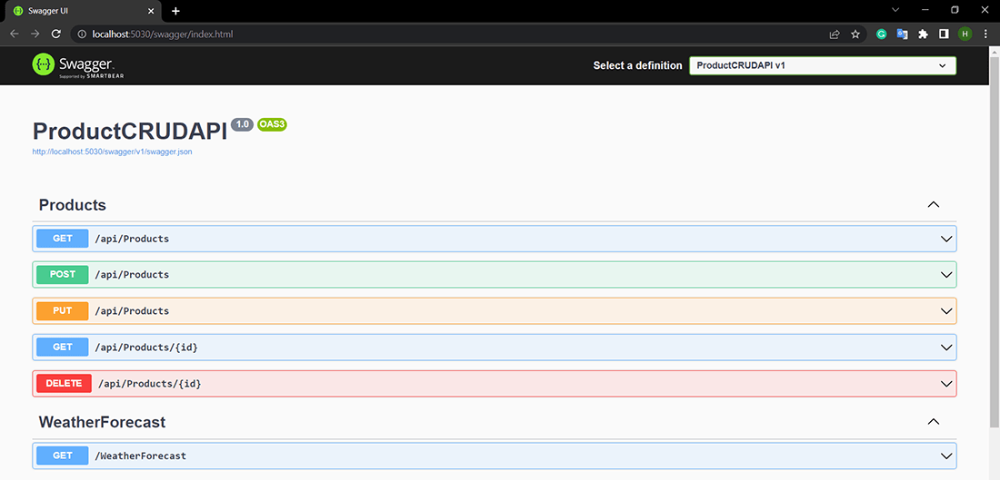 Swagger UI
localhost:5030/swagger/index.html
H
Swagger
Supported by SMARTBEAR
Select a definition
ProductCRUDAPI v1
ProductCRUDAPI 1.0 OAS3
http://localhost:5030/swagger/v1/swagger.json
Products
GET /api/Products
POST /api/Products
PUT /api/Products
GET /api/Products/{id}
DELETE /api/Products/{id}
WeatherForecast
GET /WeatherForecast